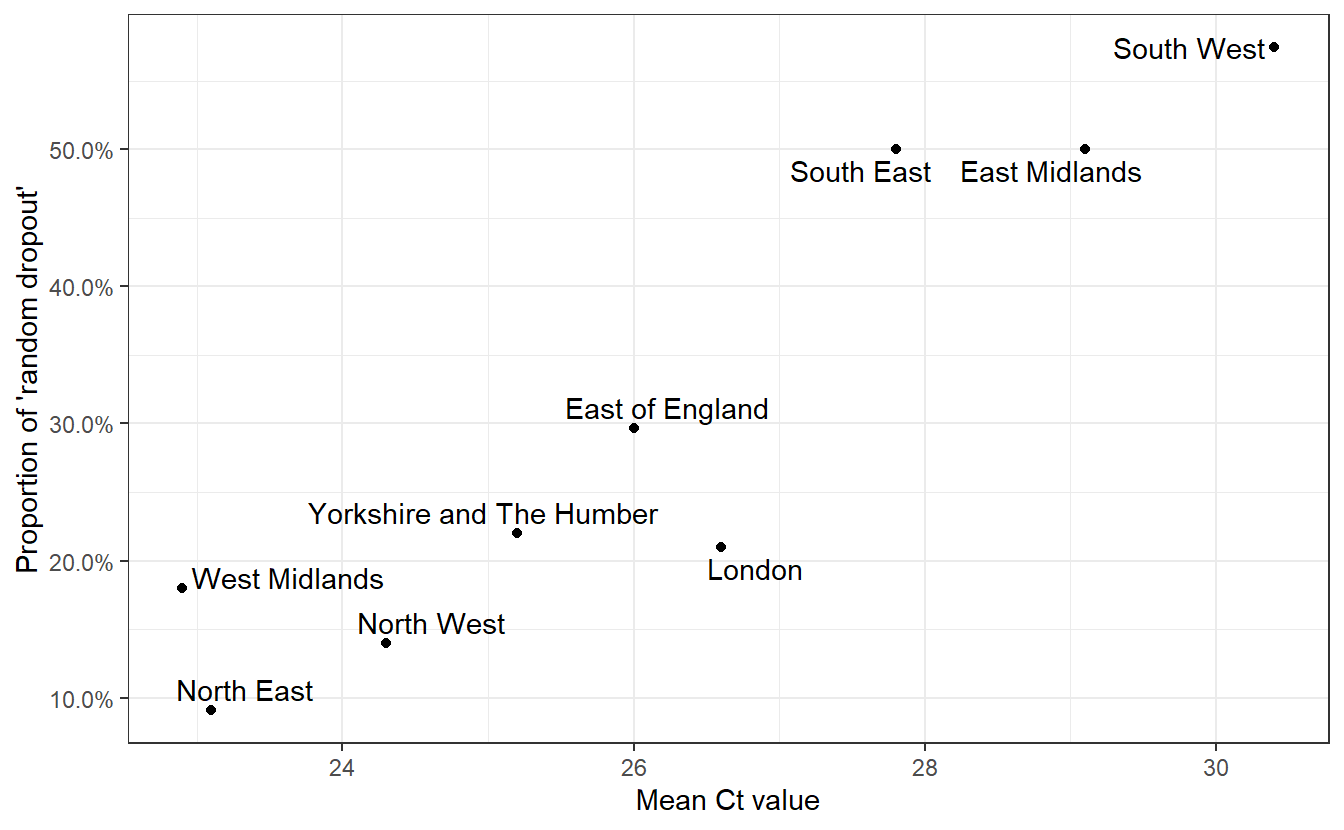 South West
50.0%
South East
East Midlands
40.0%
Proportion of 'random dropout'
East of England
30.0%
Yorkshire and The Humber
London
20.0%
West Midlands
North West
North East
10.0%
24
26
28
30
Mean Ct value